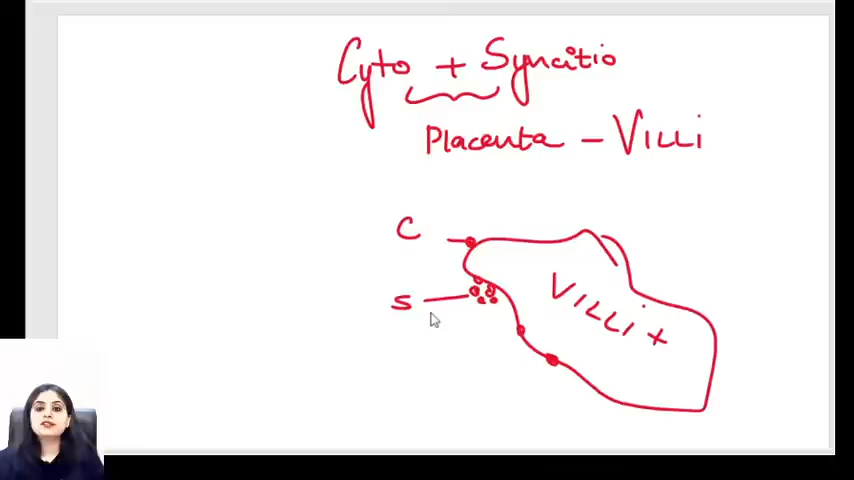 Cyto + Syncitio
Placenta - VILLi
C
S
VILLi +